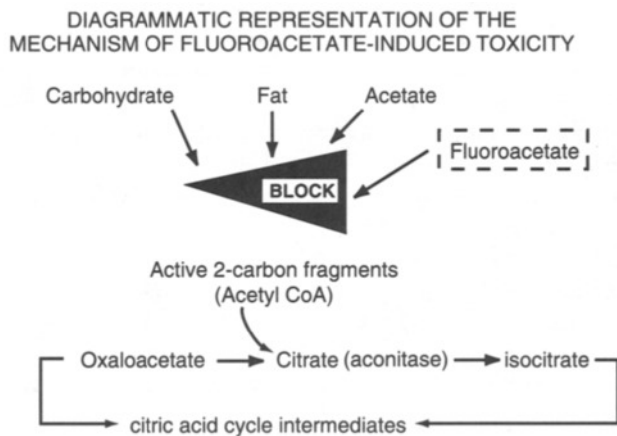 DIAGRAMMATIC REPRESENTATION OF THE
MECHANISM OF FLUOROACETATE-INDUCED TOXICITY
Carbohydrate Fat Acetate
Fluoroacetate
BLOCK
Active 2-carbon fragments
(Acetyl CoA)
Oxaloacetate Citrate (aconitase) isocitrate
citric acid cycle intermediates